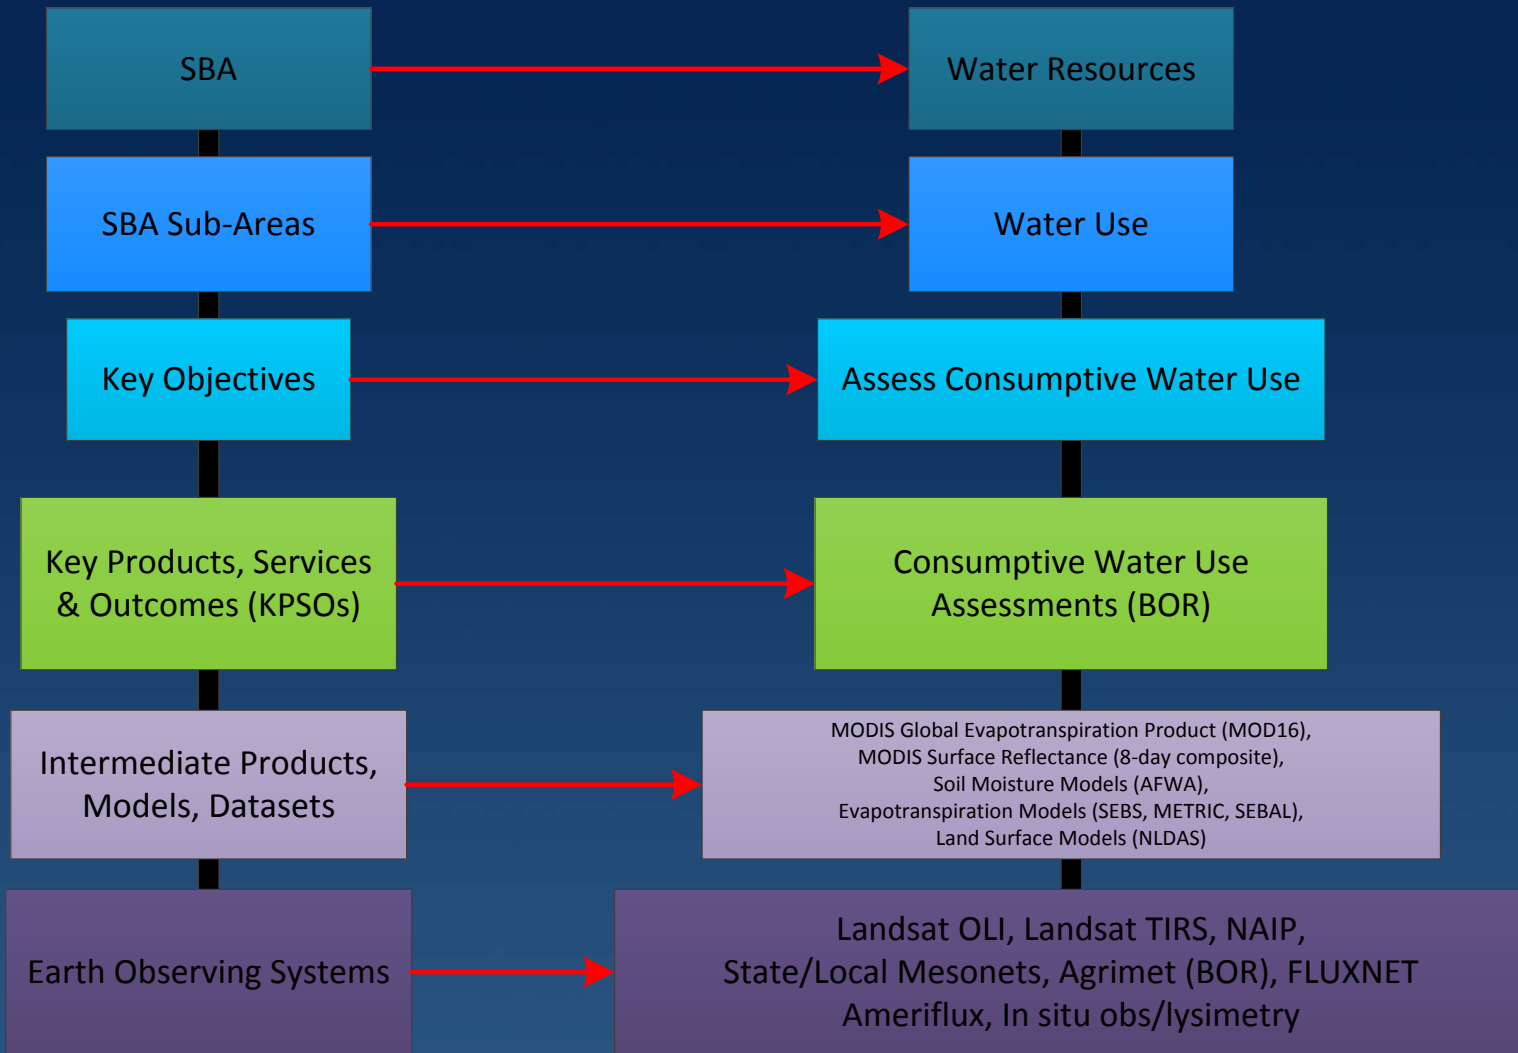 SBA
Water Resources
SBA Sub-Areas
Water Use
Key Objectives
Assess Consumptive Water Use
Key Products, Services
& Outcomes (KPSOs)
Consumptive Water Use
Assessments (BOR)
Intermediate Products,
Models, Datasets
MODIS Global Evapotranspiration Product (MOD16),
MODIS Surface Reflectance (8-day composite),
Soil Moisture Models (AFWA),
Evapotranspiration Models (SEBS, METRIC, SEBAL),
Land Surface Models (NLDAS)
Earth Observing Systems
Landsat OLI, Landsat TIRS, NAIP,
State/Local Mesonets, Agrimet (BOR), FLUXNET
Ameriflux, In situ obs/lysimetry